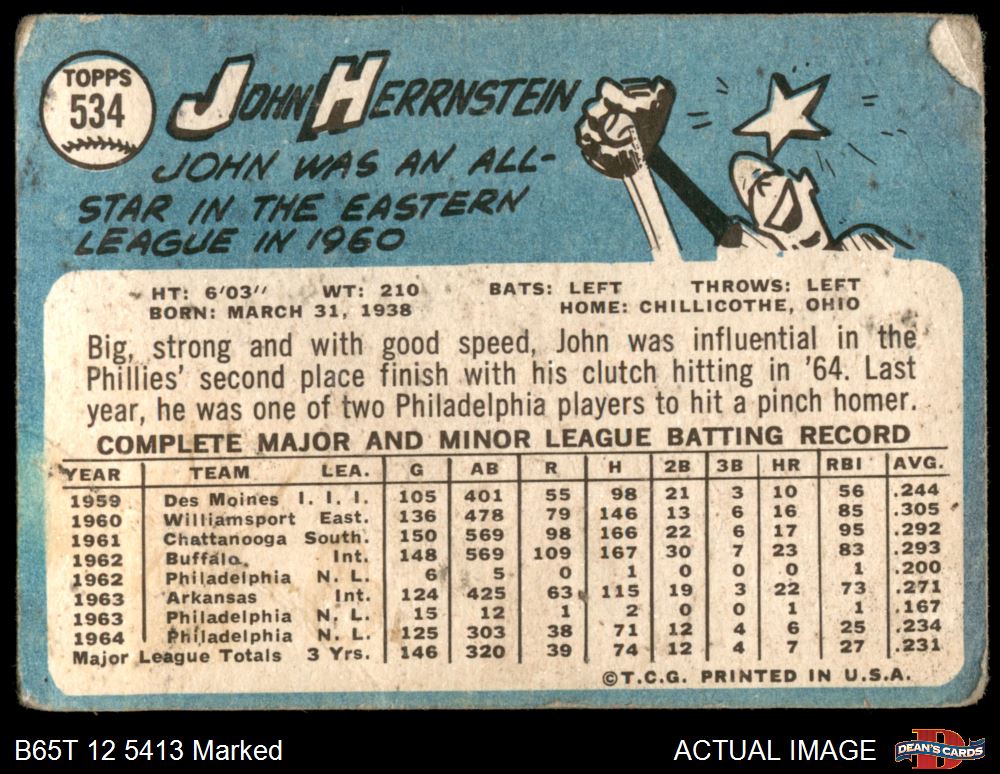 TOPPS
534
JOHN HERRNSTEIN
JOHN WAS AN ALL-
STAR IN THE EASTERN
LEAGUE IN 1960
HT: 6'03" WT: 210 BATS: LEFT THROWS: LEFT
BORN: MARCH 31, 1938 HOME: CHILLICOTHE, OHIO
Big, strong and with good speed, John was influential in the
Phillies' second place finish with his clutch hitting in '64. Last
year, he was one of two Philadelphia players to hit a pinch homer.
COMPLETE MAJOR AND MINOR LEAGUE BATTING RECORD
YEAR TEAM LEA. G AB R H 2B 3B HR RBI AVG.
1959 Des Moines I. I. I. 105 401 55 98 21 3 10 56 .244
1960 Williamsport East. 136 478 79 146 13 6 16 85 .305
1961 Chattanooga South. 150 569 98 166 22 6 17 95 .292
1962 Buffalo Int. 148 569 109 167 30 7 23 83 .293
1962 Philadelphia N. L. 6 5 0 1 0 0 0 1 .200
1963 Arkansas Int. 124 425 63 115 19 3 22 73 .271
1963 Philadelphia N. L. 15 12 1 2 0 0 1 1 .167
1964 Philadelphia N. L. 125 303 38 71 12 4 6 25 .234
Major League Totals 3 Yrs. 146 320 39 74 12 4 7 27 .231
©T.C.G. PRINTED IN U.S.A.
B65T 12 5413 Marked
ACTUAL IMAGE
DEAN'S CARDS